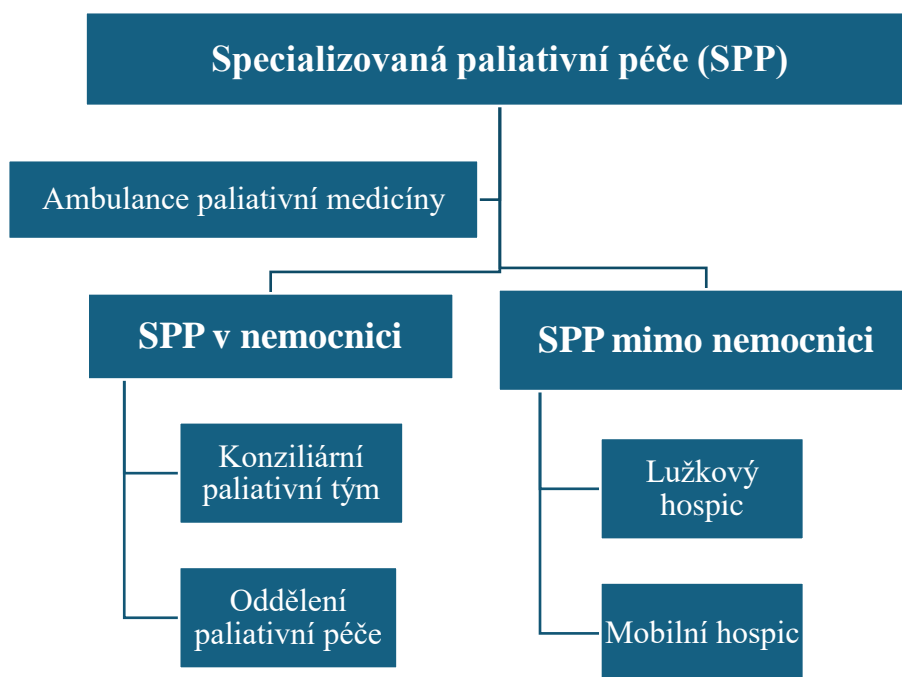 Specializovaná paliativní péče (SPP)
Ambulance paliativní medicíny
SPP v nemocnici
SPP mimo nemocnici
Konziliární
paliativní tým
Lužkový
hospic
Oddělení
paliativní péče
Mobilní hospic